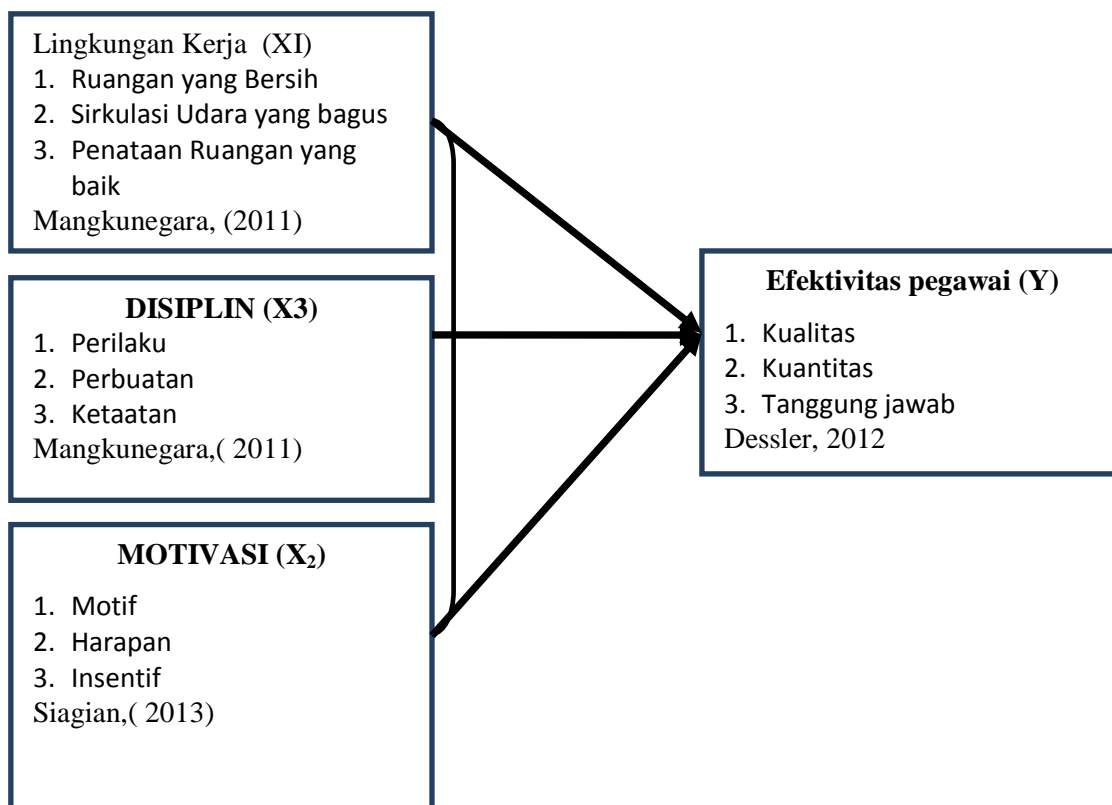 Lingkungan Kerja (XI)
1. Ruangan yang Bersih
2. Sirkulasi Udara yang bagus
3. Penataan Ruangan yang
baik
Mangkunegara, (2011)
DISIPLIN (X3)
1. Perilaku
2. Perbuatan
3. Ketaatan
Mangkunegara,( 2011)
MOTIVASI (X₂)
1. Motif
2. Harapan
3. Insentif
Siagian,( 2013)
Efektivitas pegawai (Y)
1. Kualitas
2. Kuantitas
3. Tanggung jawab
Dessler, 2012